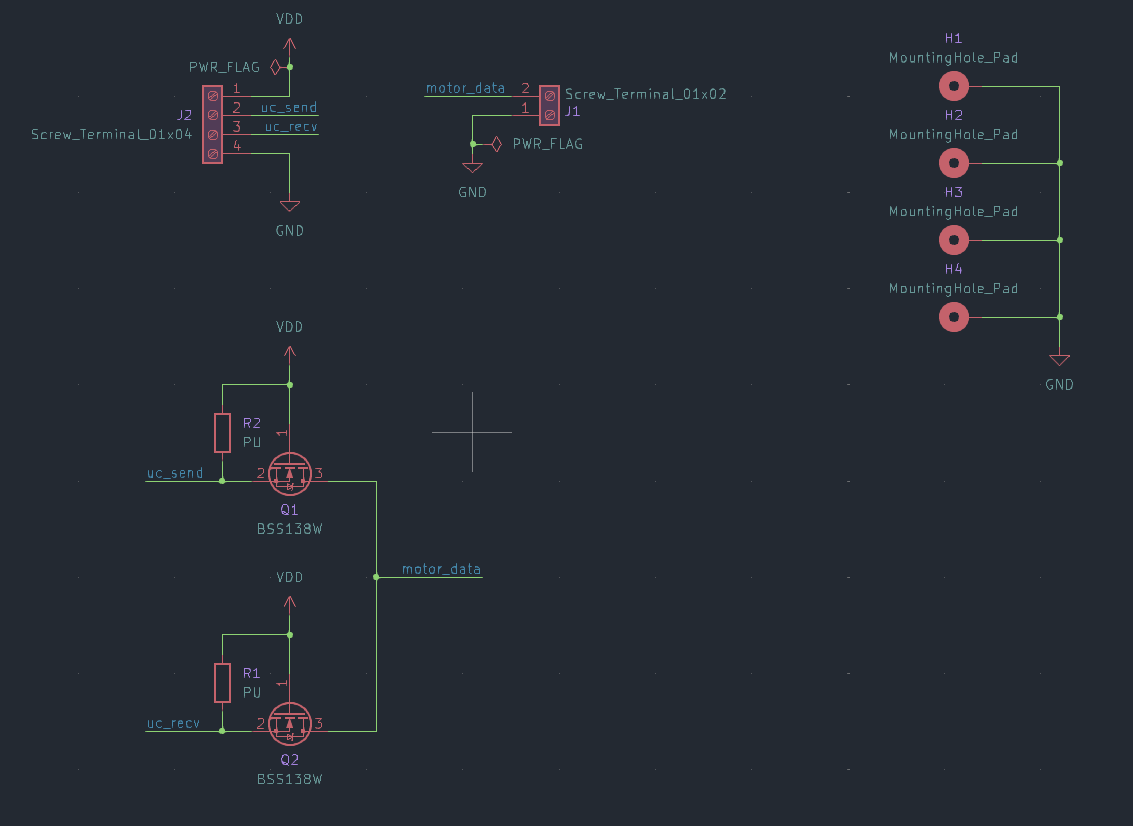 VDD
PWR_FLAG
1
2
uc_send
3
uc_recv
4
J2
Screw_Terminal_01x04
GND
motor_data
2
1
Screw_Terminal_01x02
J1
PWR_FLAG
GND
H1
MountingHole_Pad
H2
MountingHole_Pad
H3
MountingHole_Pad
H4
MountingHole_Pad
GND
VDD
R2
PU
1
uc_send
2
3
Q1
BSS138W
motor_data
VDD
R1
PU
1
uc_recv
2
3
Q2
BSS138W